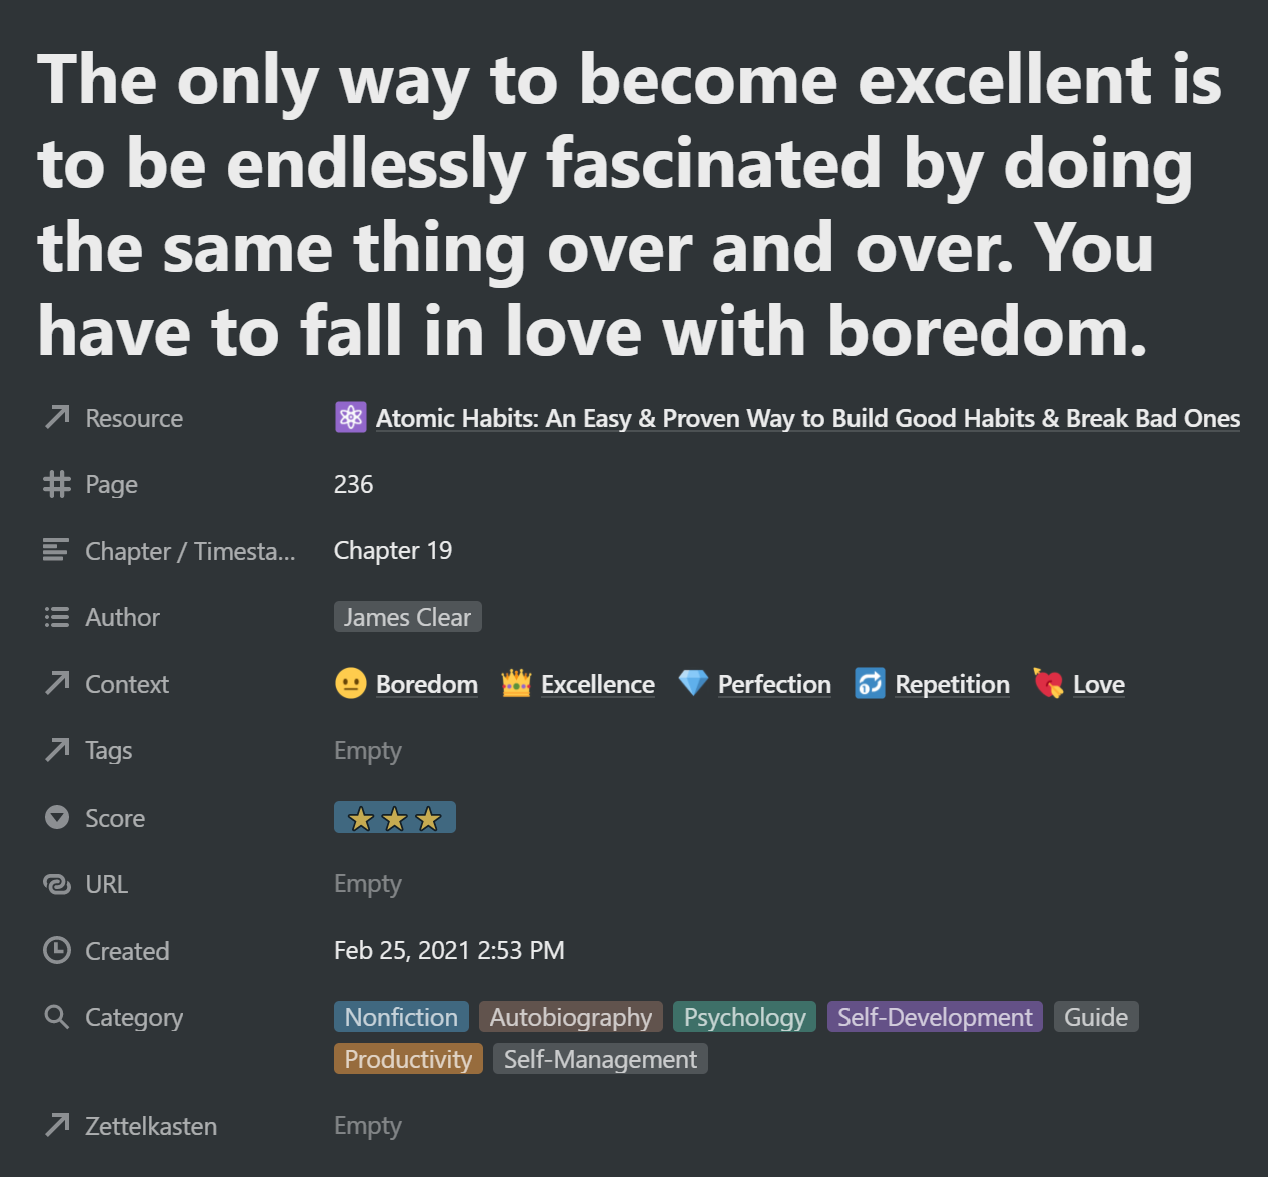 The only way to become excellent is
to be endlessly fascinated by doing
the same thing over and over. You
have to fall in love with boredom.
Resource Atomic Habits: An Easy & Proven Way to Build Good Habits & Break Bad Ones
Page 236
Chapter / Timesta... Chapter 19
Author James Clear
Context Boredom Excellence Perfection Repetition Love
Tags Empty
Score
URL Empty
Created Feb 25, 2021 2:53 PM
Category Nonfiction Autobiography Psychology Self-Development Guide
Productivity Self-Management
Zettelkasten Empty